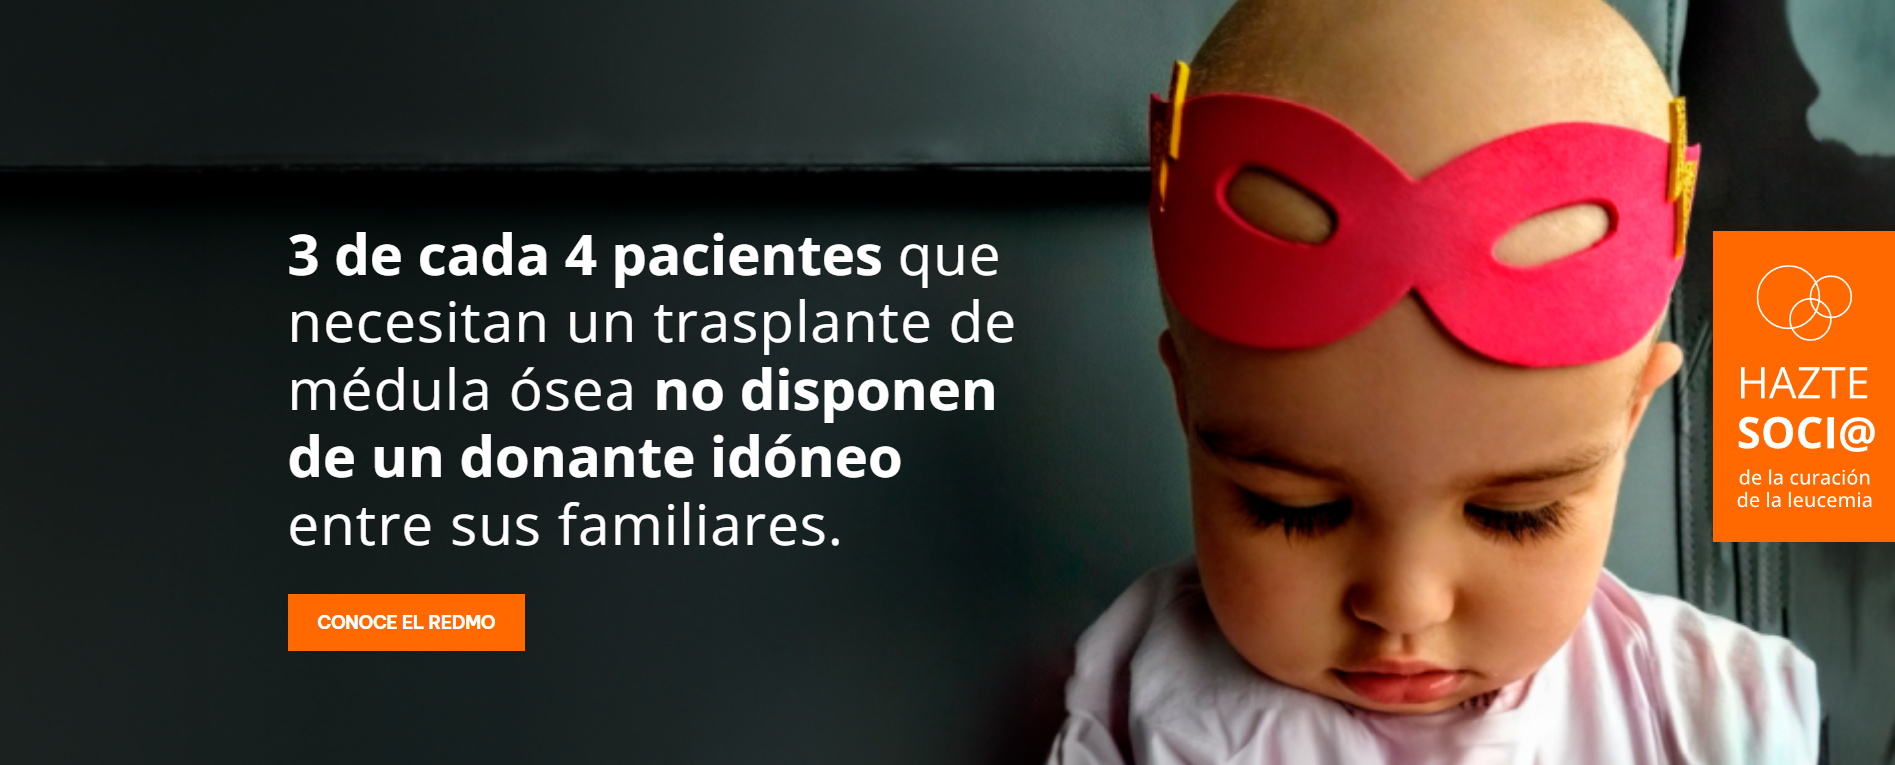 3 de cada 4 pacientes que
necesitan un trasplante de
médula ósea no disponen
de un donante idóneo
entre sus familiares.
CONOCE EL REDMO
HAZTE
SOCI@
de la curación
de la leucemia